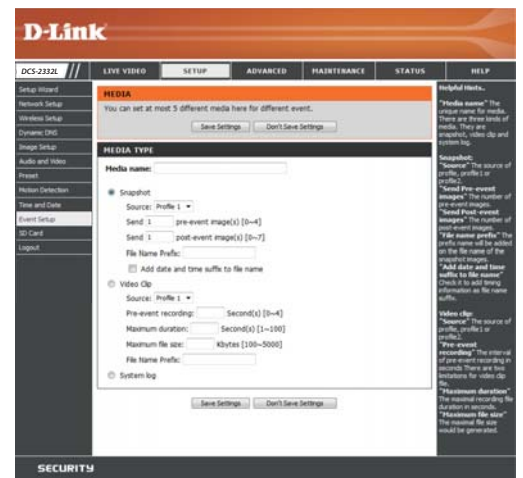 D-Link
DCS-2332L
LIVE VIDEO
SETUP
ADVANCED
MAINTENANCE
STATUS
HELP
Setup Wizard
Network Setup
Wireless Setup
Dynamic DNS
Image Setup
Audio and Video
Preset
Motion Detection
Time and Date
Event Setup
SD Card
Logout
MEDIA
You can set at most 5 different media here for different event.
Save Settings Don't Save Settings
MEDIA TYPE
Media name:
Snapshot
Source: Profile 1
Send 1 pre-event image(s) [0~4]
Send 1 post-event image(s) [0~7]
File Name Prefix:
Add date and time suffix to file name
Video Clip
Source: Profile 1
Pre-event recording: Second(s) [0~4]
Maximum duration: Second(s) [1~100]
Maximum file size: Kbytes [100~5000]
File Name Prefix:
System log
Save Settings Don't Save Settings
Helpful Hints..
"Media name" The
unique name for media.
There are three kinds of
media. They are
snapshot, video clip and
system log.
Snapshot:
"Source" The source of
profile, profile1 or
profile2.
"Send Pre-event
images" The number of
pre-event images.
"Send Post-event
images" The number of
post-event images.
"File name prefix" The
prefix name will be added
on the file name of the
snapshot images.
"Add date and time
suffix to file name"
Check it to add timing
information as file name
suffix.
Video clip:
"Source" The source of
profile, profile1 or
profile2.
"Pre-event
recording" The interval
of pre-event recording in
seconds There are two
limitations for video clip
file.
"Maximum duration"
The maximal recording file
duration in seconds.
"Maximum file size"
The maximal file size
would be generated.
SECURITY